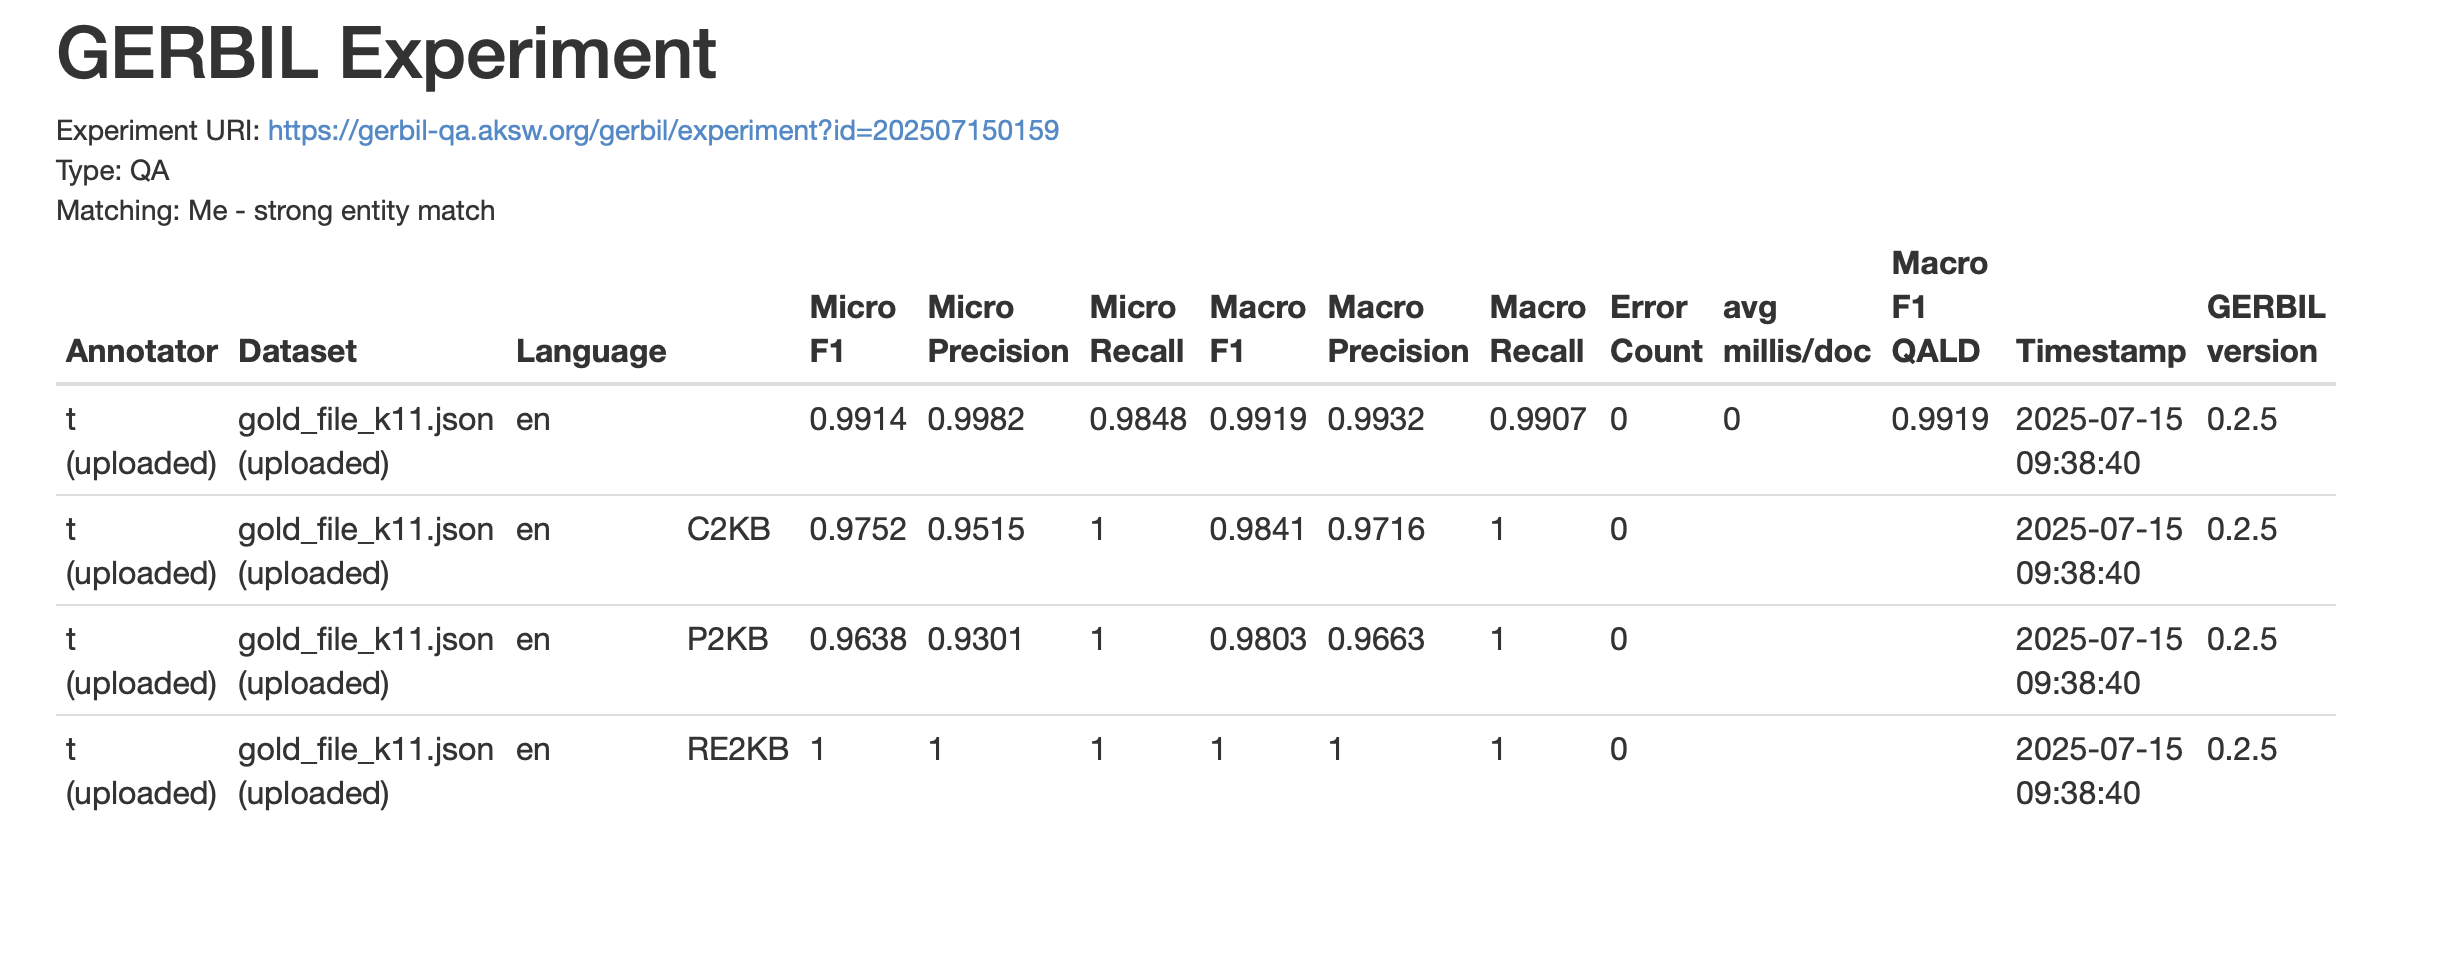 GERBIL Experiment
Experiment URI: https://gerbil-qa.aksw.org/gerbil/experiment?id=202507150159
Type: QA
Matching: Me - strong entity match
Annotator Dataset Language Micro F1 Micro Precision Micro Recall Macro F1 Macro Precision Macro Recall Error Count avg millis/doc Macro F1 QALD Timestamp GERBIL version
t (uploaded) gold_file_k11.json (uploaded) en 0.9914 0.9982 0.9848 0.9919 0.9932 0.9907 0 0 0.9919 2025-07-15 09:38:40 0.2.5
t (uploaded) gold_file_k11.json (uploaded) en C2KB 0.9752 0.9515 1 0.9841 0.9716 1 0 2025-07-15 09:38:40 0.2.5
t (uploaded) gold_file_k11.json (uploaded) en P2KB 0.9638 0.9301 1 0.9803 0.9663 1 0 2025-07-15 09:38:40 0.2.5
t (uploaded) gold_file_k11.json (uploaded) en RE2KB 1 1 1 1 1 1 0 2025-07-15 09:38:40 0.2.5